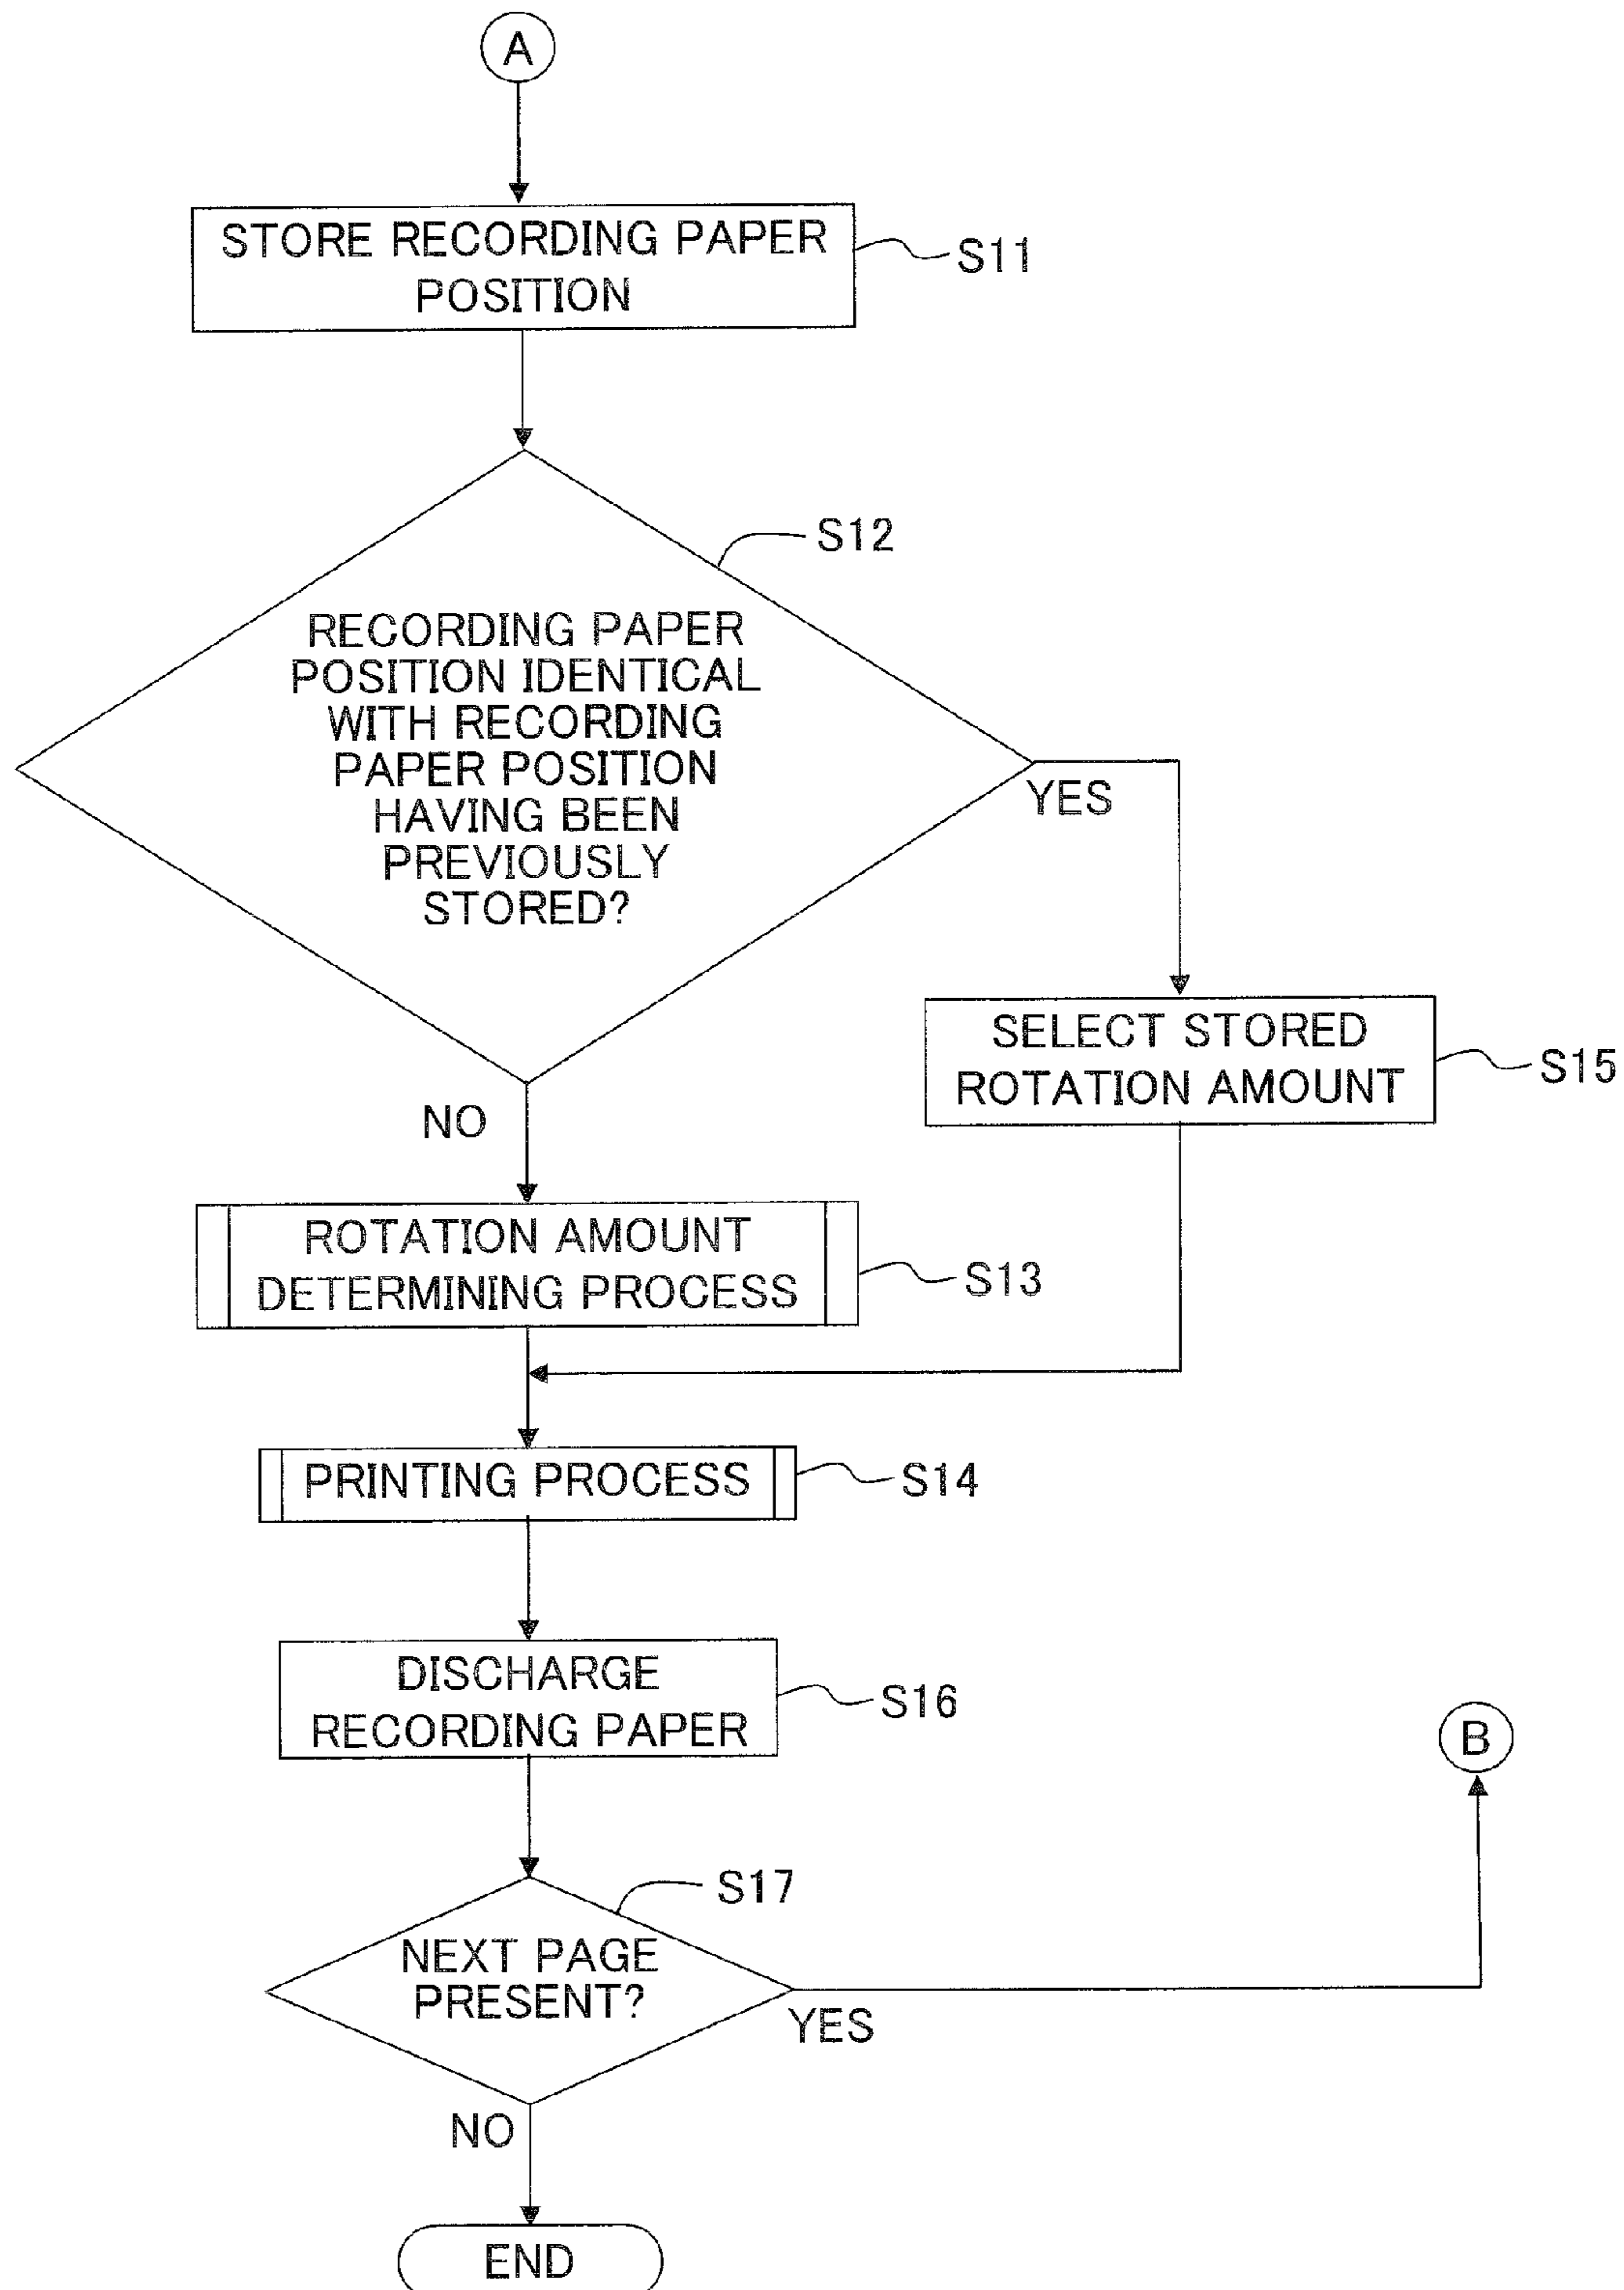 A
STORE RECORDING PAPER
POSITION
S11
S12
RECORDING PAPER
POSITION IDENTICAL
WITH RECORDING
PAPER POSITION
HAVING BEEN
PREVIOUSLY
STORED?
YES
SELECT STORED
ROTATION AMOUNT
S15
NO
ROTATION AMOUNT
DETERMINING PROCESS
S13
PRINTING PROCESS
S14
DISCHARGE
RECORDING PAPER
S16
B
S17
NEXT PAGE
PRESENT?
YES
NO
END